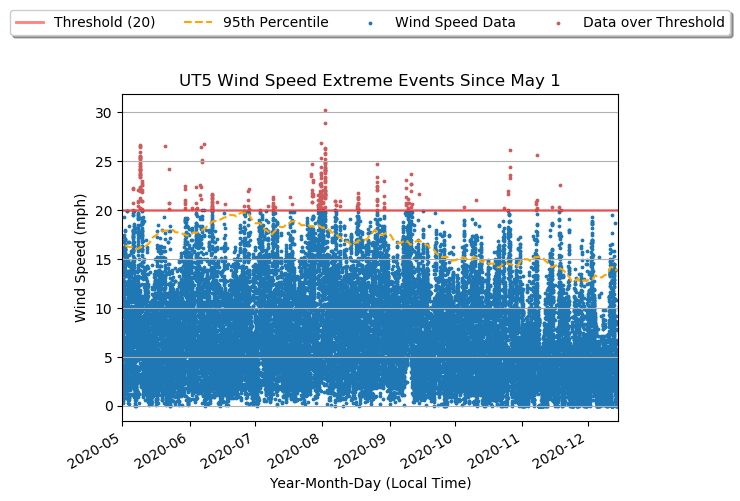 Threshold (20) 95th Percentile Wind Speed Data Data over Threshold
UT5 Wind Speed Extreme Events Since May 1
Wind Speed (mph)
30
25
20
15
10
5
0
2020-05 2020-06 2020-07 2020-08 2020-09 2020-10 2020-11 2020-12
Year-Month-Day (Local Time)